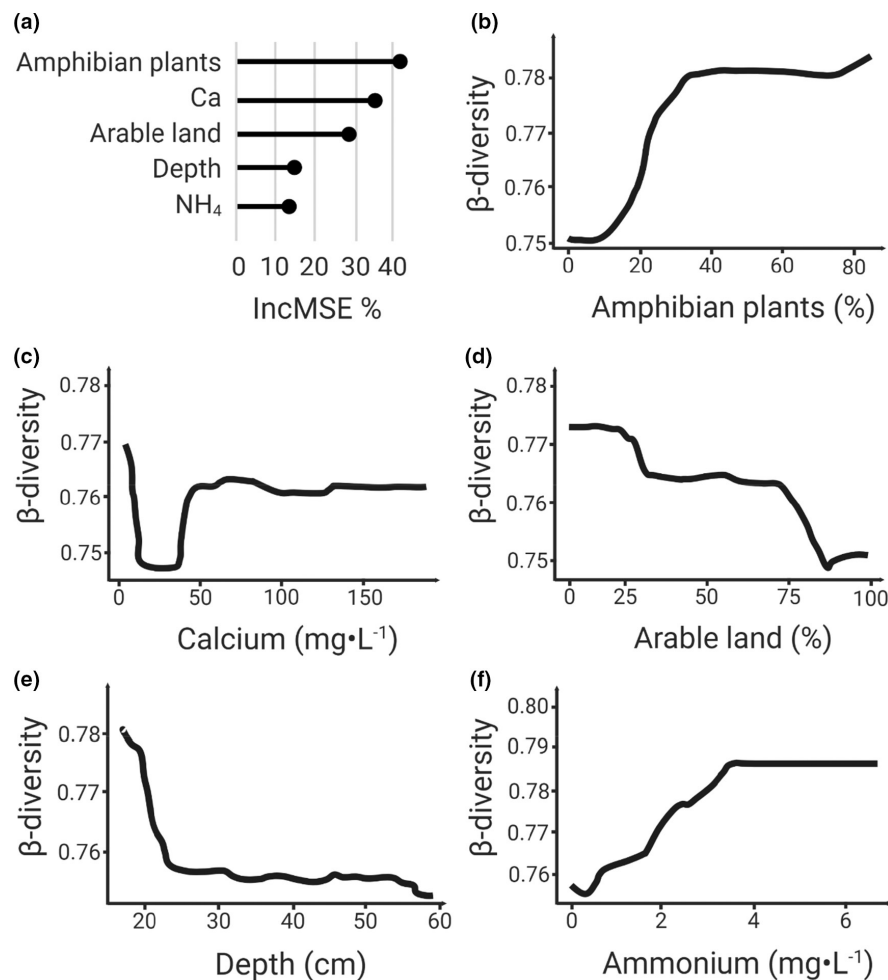 (a)
Amphibian plants
Ca
Arable land
Depth
NH₄
0 10 20 30 40
IncMSE %
(b)
β-diversity
0.78
0.77
0.76
0.75
0 20 40 60 80
Amphibian plants (%)
(c)
β-diversity
0.78
0.77
0.76
0.75
0 50 100 150
Calcium (mg•L⁻¹)
(d)
β-diversity
0.78
0.77
0.76
0.75
0 25 50 75 100
Arable land (%)
(e)
β-diversity
0.78
0.77
0.76
20 30 40 50 60
Depth (cm)
(f)
β-diversity
0.80
0.79
0.78
0.77
0.76
0 2 4 6
Ammonium (mg•L⁻¹)